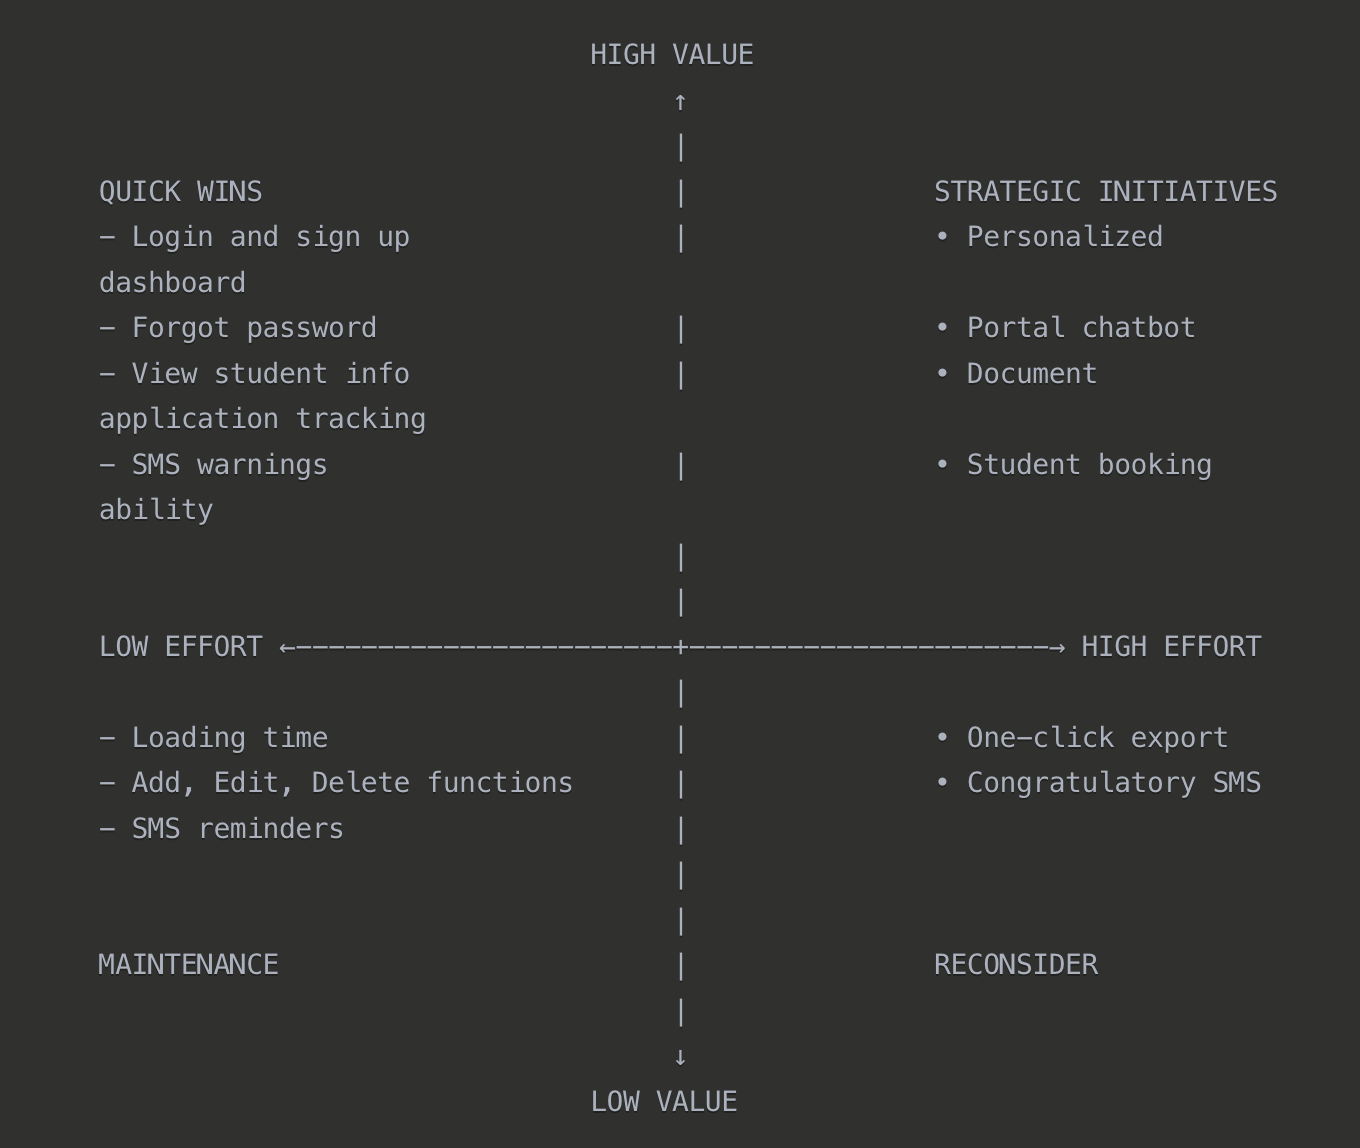 HIGH VALUE
↑
|
QUICK WINS | STRATEGIC INITIATIVES
– Login and sign up | • Personalized
dashboard
– Forgot password | • Portal chatbot
– View student info | • Document
application tracking
– SMS warnings | • Student booking
ability
|
|
LOW EFFORT ←–––––––––––––––––––––––+––––––––––––––––––––––→ HIGH EFFORT
|
– Loading time | • One–click export
– Add, Edit, Delete functions | • Congratulatory SMS
– SMS reminders |
|
|
MAINTENANCE | RECONSIDER
|
↓
LOW VALUE